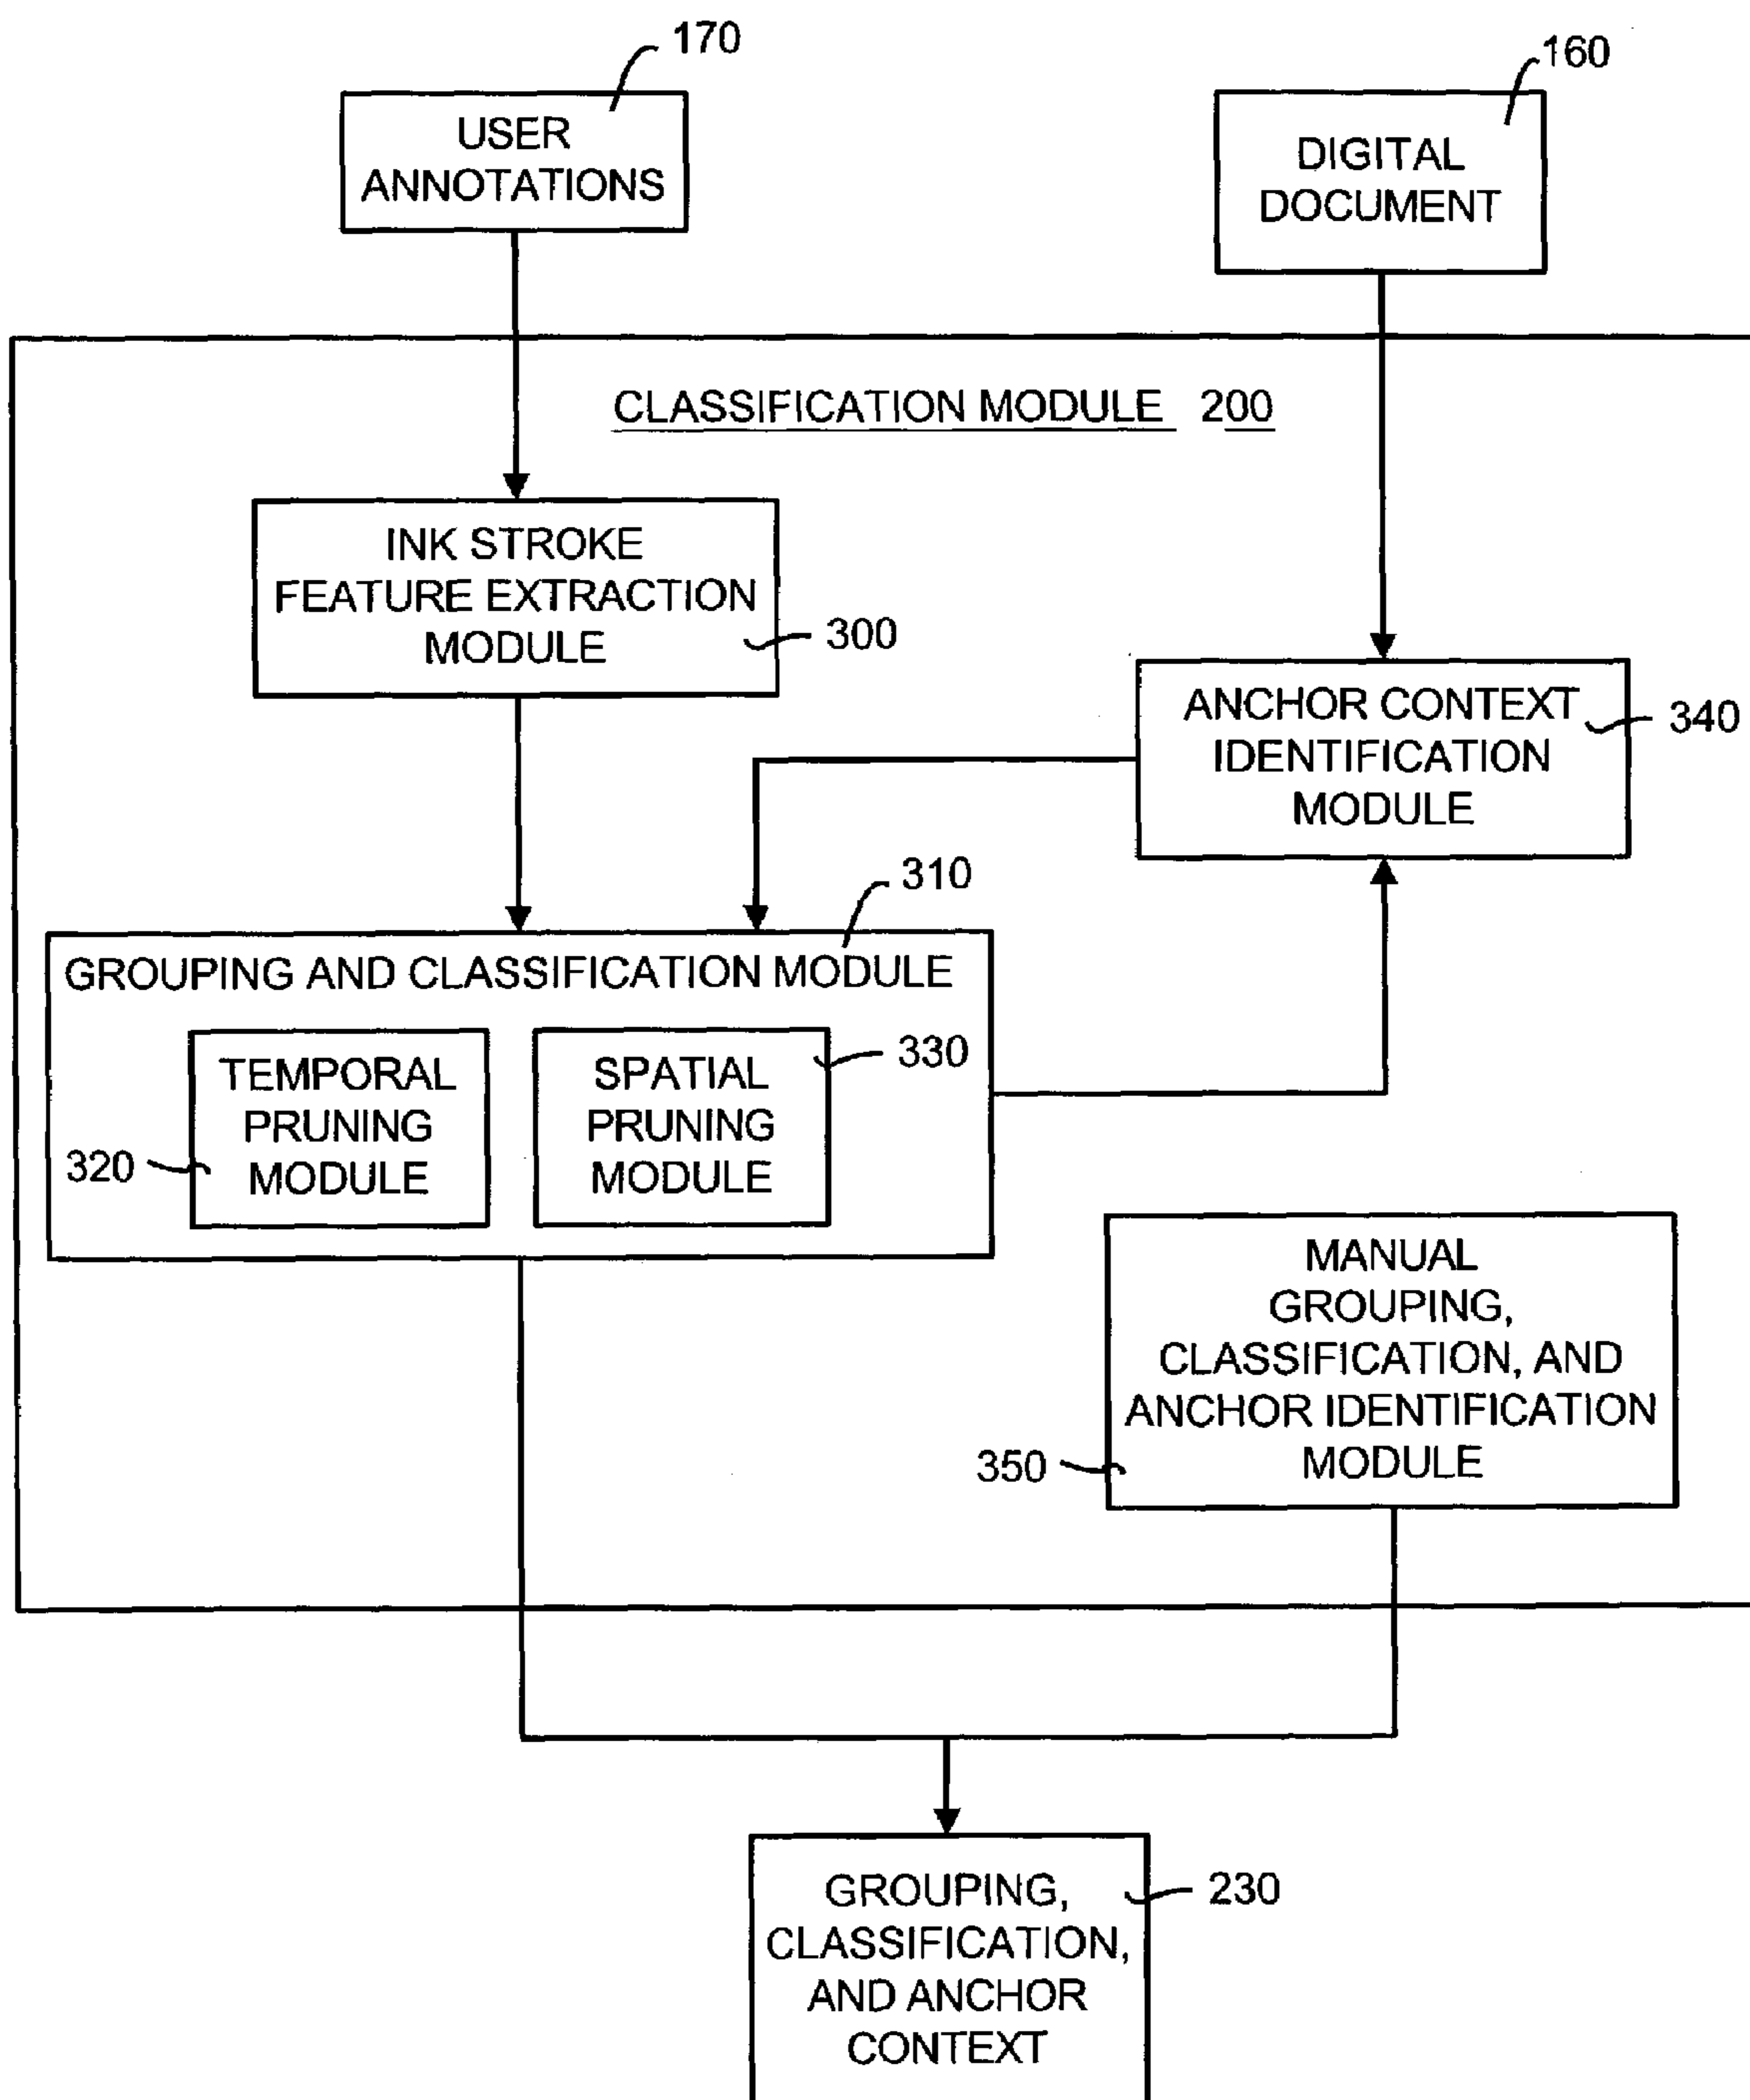 170
160
USER
ANNOTATIONS
DIGITAL
DOCUMENT
CLASSIFICATION MODULE 200
INK STROKE
FEATURE EXTRACTION
MODULE
300
ANCHOR CONTEXT
IDENTIFICATION
MODULE
340
310
GROUPING AND CLASSIFICATION MODULE
TEMPORAL
PRUNING
MODULE
320
SPATIAL
PRUNING
MODULE
330
MANUAL
GROUPING,
CLASSIFICATION, AND
ANCHOR IDENTIFICATION
MODULE
350
GROUPING,
CLASSIFICATION,
AND ANCHOR
CONTEXT
230